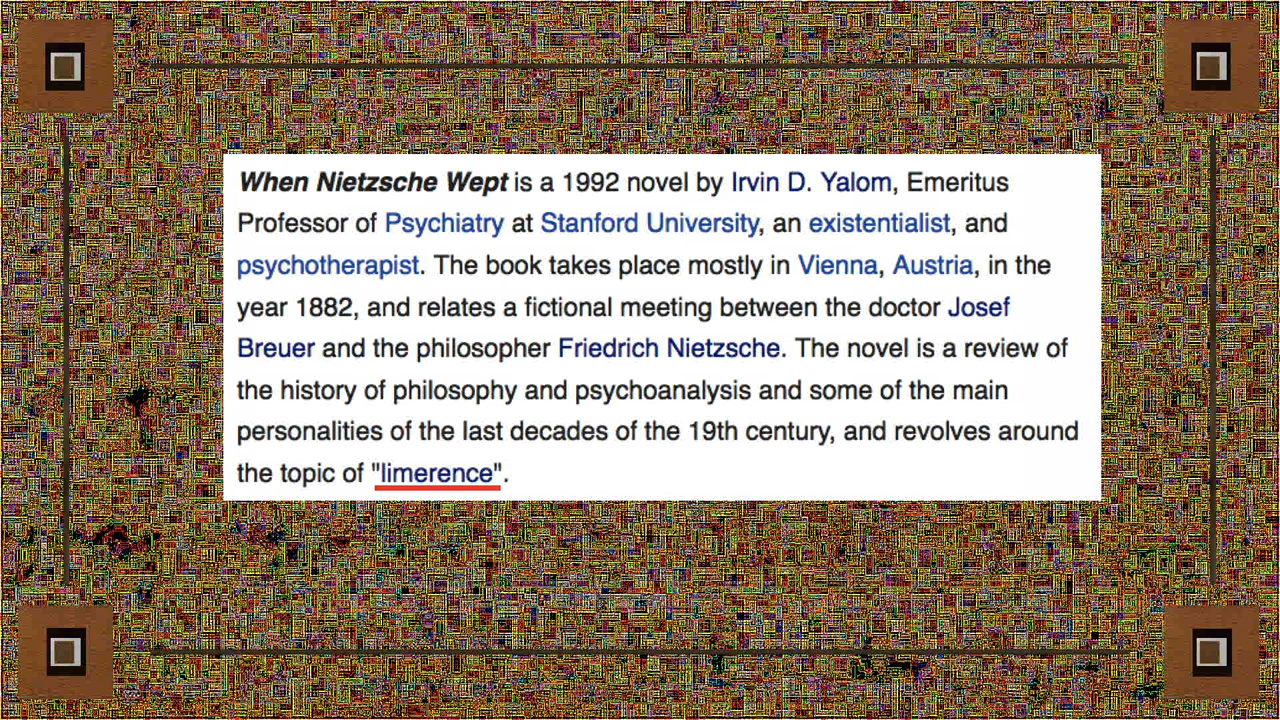 When Nietzsche Wept is a 1992 novel by Irvin D. Yalom, Emeritus
Professor of Psychiatry at Stanford University, an existentialist, and
psychotherapist. The book takes place mostly in Vienna, Austria, in the
year 1882, and relates a fictional meeting between the doctor Josef
Breuer and the philosopher Friedrich Nietzsche. The novel is a review of
the history of philosophy and psychoanalysis and some of the main
personalities of the last decades of the 19th century, and revolves around
the topic of "limerence".